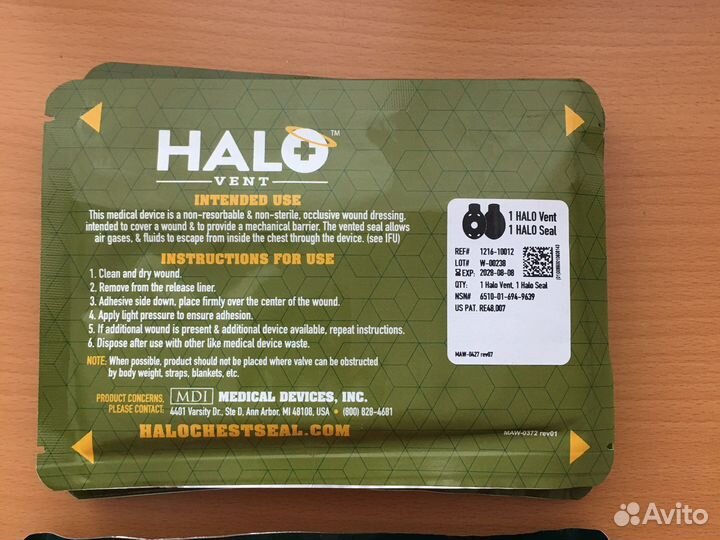 HALO™
VENT
INTENDED USE
This medical device is a non-resorbable & non-sterile, occlusive wound dressing,
intended to cover a wound & to provide a mechanical barrier. The vented seal allows
air gases, & fluids to escape from inside the chest through the device. (see IFU)
INSTRUCTIONS FOR USE
1. Clean and dry wound.
2. Remove from the release liner.
3. Adhesive side down, place firmly over the center of the wound.
4. Apply light pressure to ensure adhesion.
5. If additional wound is present & additional device available, repeat instructions.
6. Dispose after use with other like medical device waste.
NOTE: When possible, product should not be placed where valve can be obstructed
by body weight, straps, blankets, etc.
PRODUCT CONCERNS,
PLEASE CONTACT:
MDI MEDICAL DEVICES, INC.
4401 Varsity Dr., Ste D, Ann Arbor, MI 48108, USA • (800) 828-4681
HALOCHESTSEAL.COM
1 HALO Vent
1 HALO Seal
REF# 1216-10012
LOT# W-00238
EXP: 2028-08-08
QTY: 1 Halo Vent, 1 Halo Seal
NSN# 6510-01-694-9639
US PAT. RE48,007
MAW-0427 rev07
MAW-0372 rev01
Avito